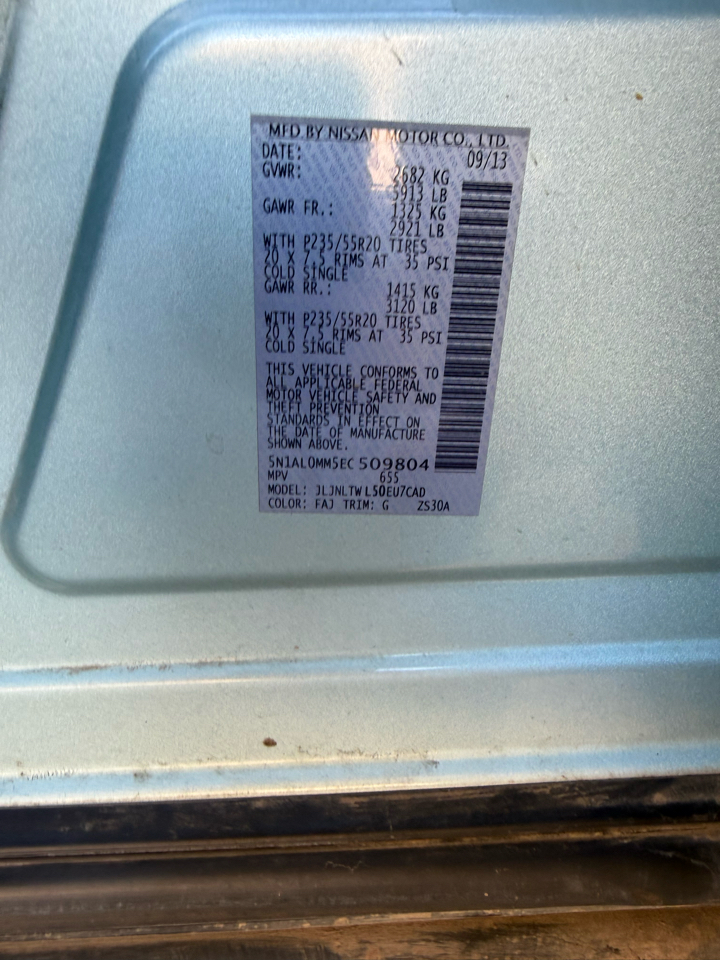 MFD BY NISSAN MOTOR CO., LTD.
DATE: 09/13
GVWR: 2682 KG
5913 LB
GAWR FR.: 1325 KG
2921 LB
WITH P235/55R20 TIRES
20 X 7.5 RIMS AT 35 PSI
COLD SINGLE
GAWR RR.: 1415 KG
3120 LB
WITH P235/55R20 TIRES
20 X 7.5 RIMS AT 35 PSI
COLD SINGLE
THIS VEHICLE CONFORMS TO
ALL APPLICABLE FEDERAL
MOTOR VEHICLE SAFETY AND
THEFT PREVENTION
STANDARDS IN EFFECT ON
THE DATE OF MANUFACTURE
SHOWN ABOVE.
5N1AL0MM5EC509804
MPV 655
MODEL: JLJNLTWL50EU7CAD
COLOR: FAJ TRIM: G ZS30A